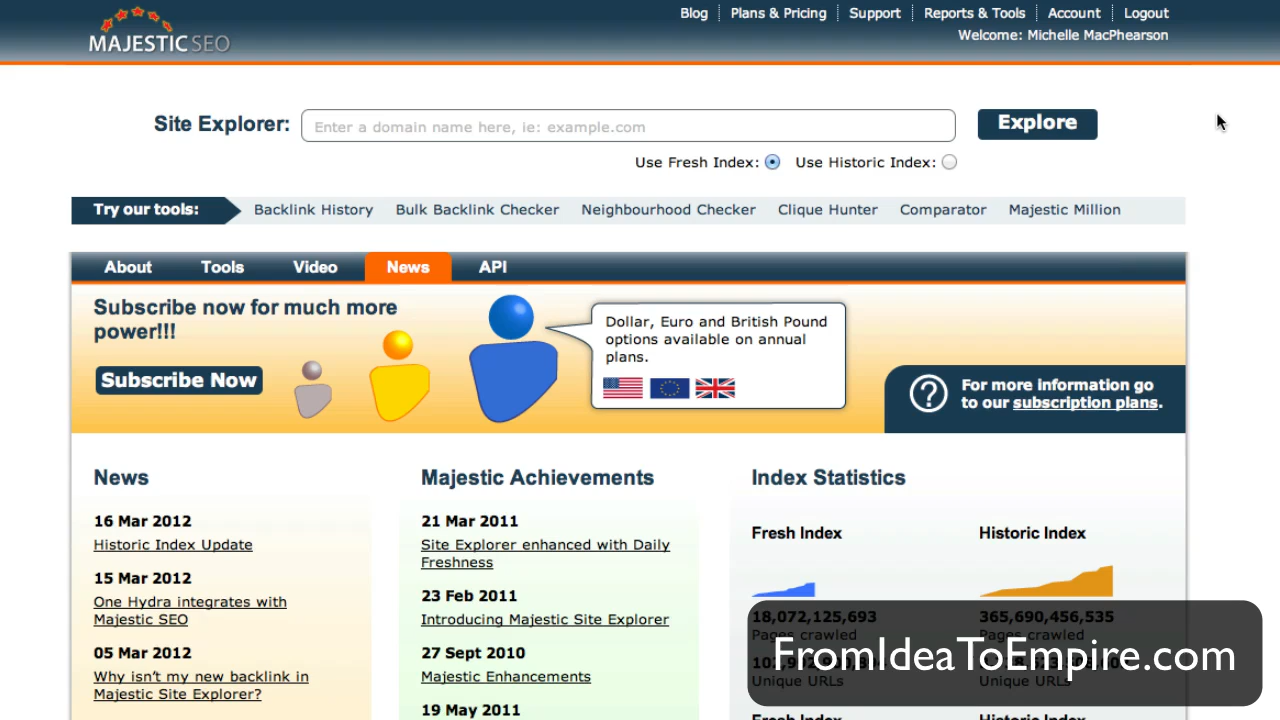 Blog Plans & Pricing Support Reports & Tools Account Logout
Welcome: Michelle MacPhearson
MAJESTIC SEO
Site Explorer: Enter a domain name here, ie: example.com Explore
Use Fresh Index: Use Historic Index:
Try our tools: Backlink History Bulk Backlink Checker Neighbourhood Checker Clique Hunter Comparator Majestic Million
About Tools Video News API
Subscribe now for much more
power!!!
Subscribe Now
Dollar, Euro and British Pound
options available on annual
plans.
? For more information go
to our subscription plans.
News
16 Mar 2012
Historic Index Update
15 Mar 2012
One Hydra integrates with
Majestic SEO
05 Mar 2012
Why isn't my new backlink in
Majestic Site Explorer?
Majestic Achievements
21 Mar 2011
Site Explorer enhanced with Daily
Freshness
23 Feb 2011
Introducing Majestic Site Explorer
27 Sept 2010
Majestic Enhancements
19 May 2011
Index Statistics
Fresh Index Historic Index
18,072,125,693 365,690,456,535
Pages crawled Pages crawled
Unique URLs Unique URLs
Fresh Index Historic Index
FromIdeaToEmpire.com